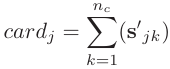 $card_j = \sum_{k=1}^{n_c} (\mathbf{s'}_{jk})$